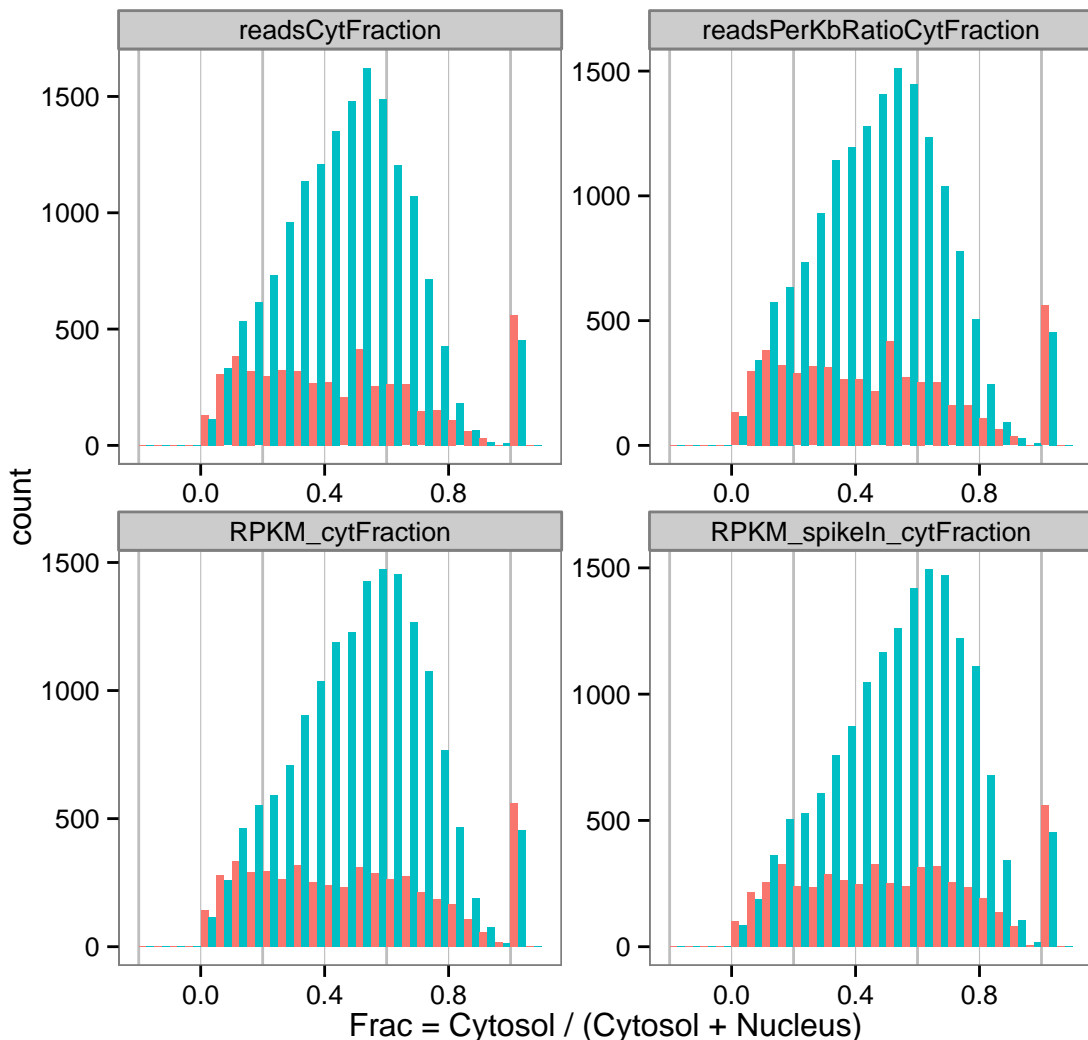 readsCytFraction
readsPerKbRatioCytFraction
1500
1000
500
0
1500
1000
500
0
0.0 0.4 0.8
0.0 0.4 0.8
count
RPKM_cytFraction
RPKM_spikeIn_cytFraction
1500
1000
500
0
1500
1000
500
0
0.0 0.4 0.8
0.0 0.4 0.8
Frac = Cytosol / (Cytosol + Nucleus)